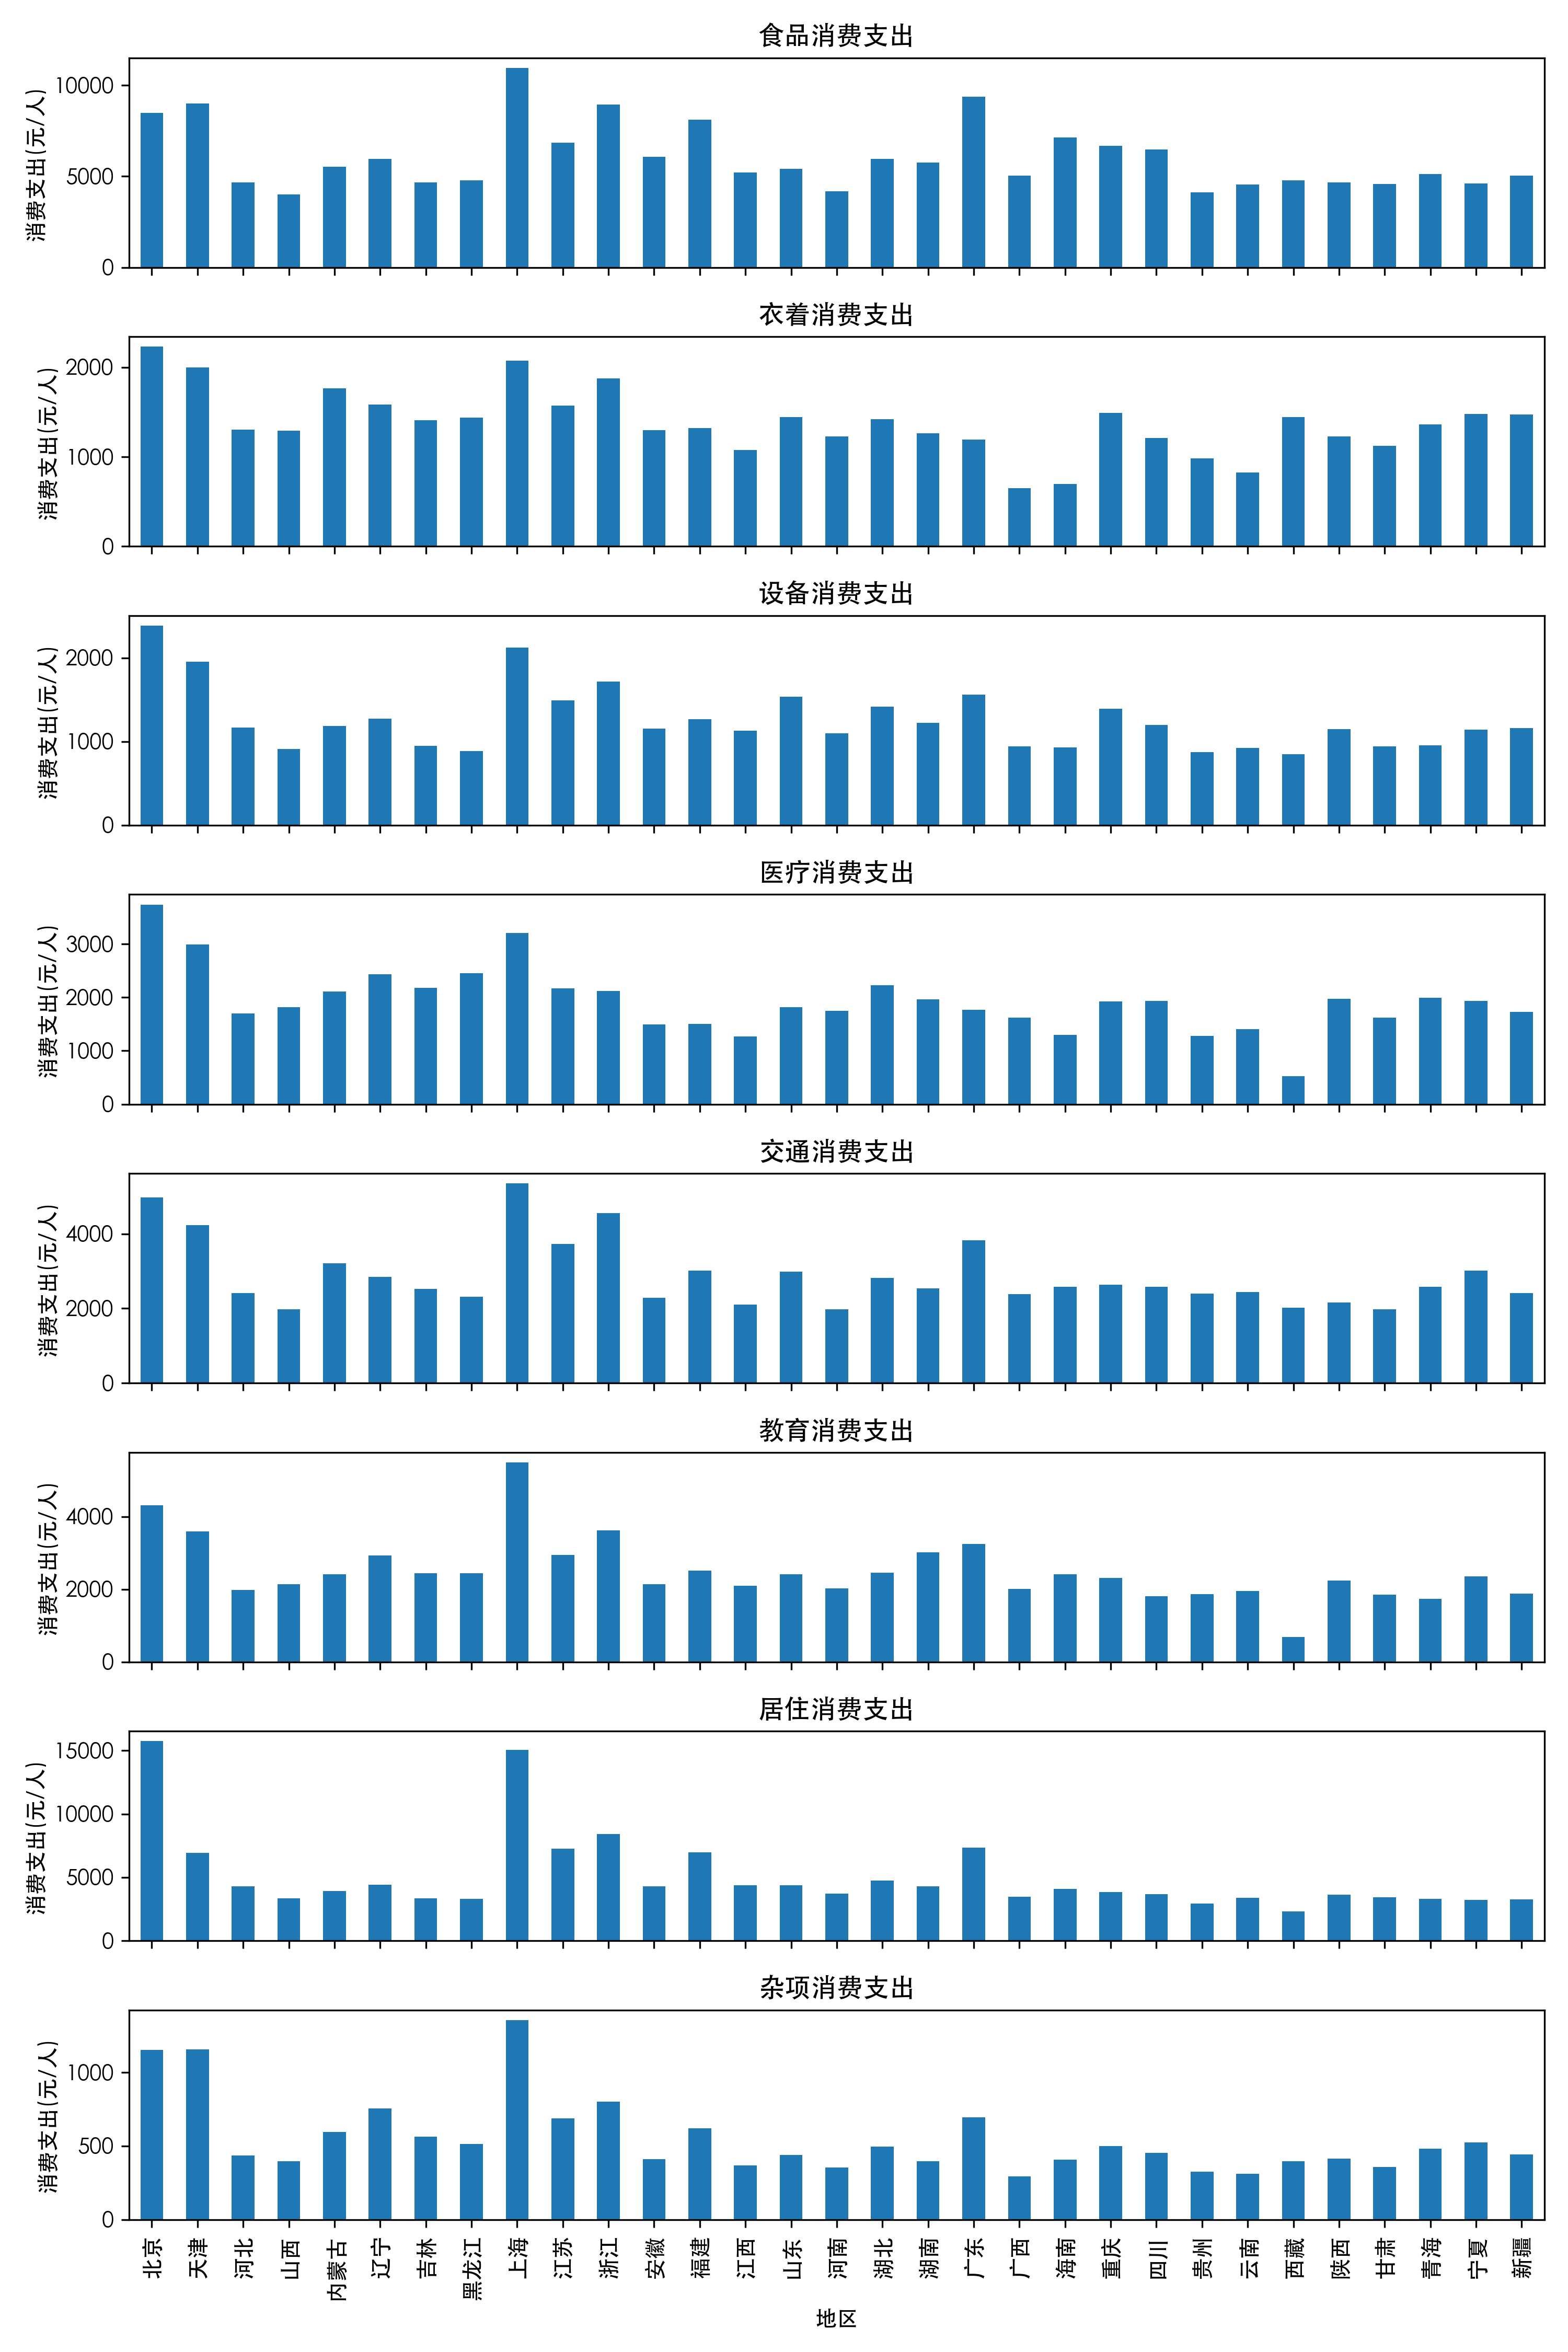 食品消费支出
消费支出(元/人)
10000
5000
0
衣着消费支出
消费支出(元/人)
2000
1000
0
设备消费支出
消费支出(元/人)
2000
1000
0
医疗消费支出
消费支出(元/人)
3000
2000
1000
0
交通消费支出
消费支出(元/人)
4000
2000
0
教育消费支出
消费支出(元/人)
4000
2000
0
居住消费支出
消费支出(元/人)
15000
10000
5000
0
杂项消费支出
消费支出(元/人)
1000
500
0
北京
天津
河北
山西
内蒙古
辽宁
吉林
黑龙江
上海
江苏
浙江
安徽
福建
江西
山东
河南
湖北
湖南
广东
广西
海南
重庆
四川
贵州
云南
西藏
陕西
甘肃
青海
宁夏
新疆
地区